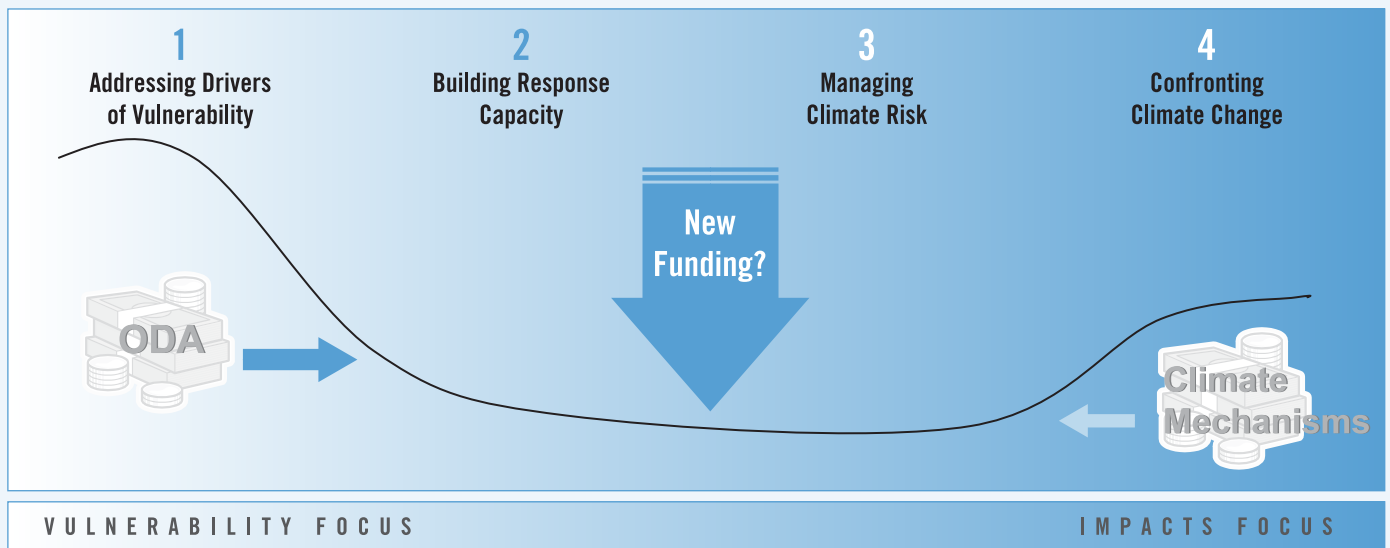 1
Addressing Drivers
of Vulnerability
2
Building Response
Capacity
3
Managing
Climate Risk
4
Confronting
Climate Change
New
Funding?
ODA
Climate
Mechanisms
VULNERABILITY FOCUS
IMPACTS FOCUS